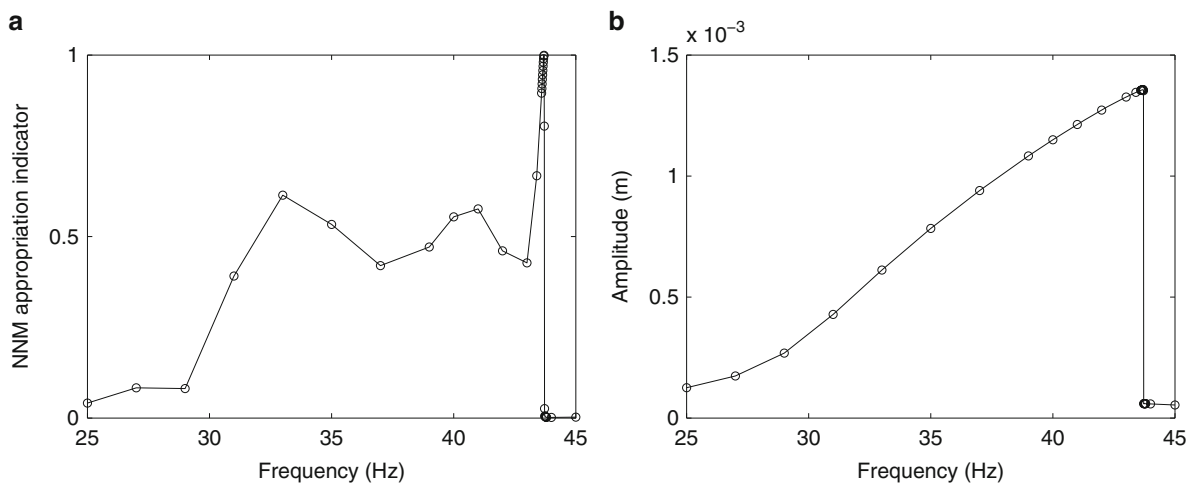 a
NNM appropriation indicator
1
0.5
0
25
30
35
40
45
Frequency (Hz)
b
x 10⁻³
Amplitude (m)
1.5
1
0.5
0
25
30
35
40
45
Frequency (Hz)